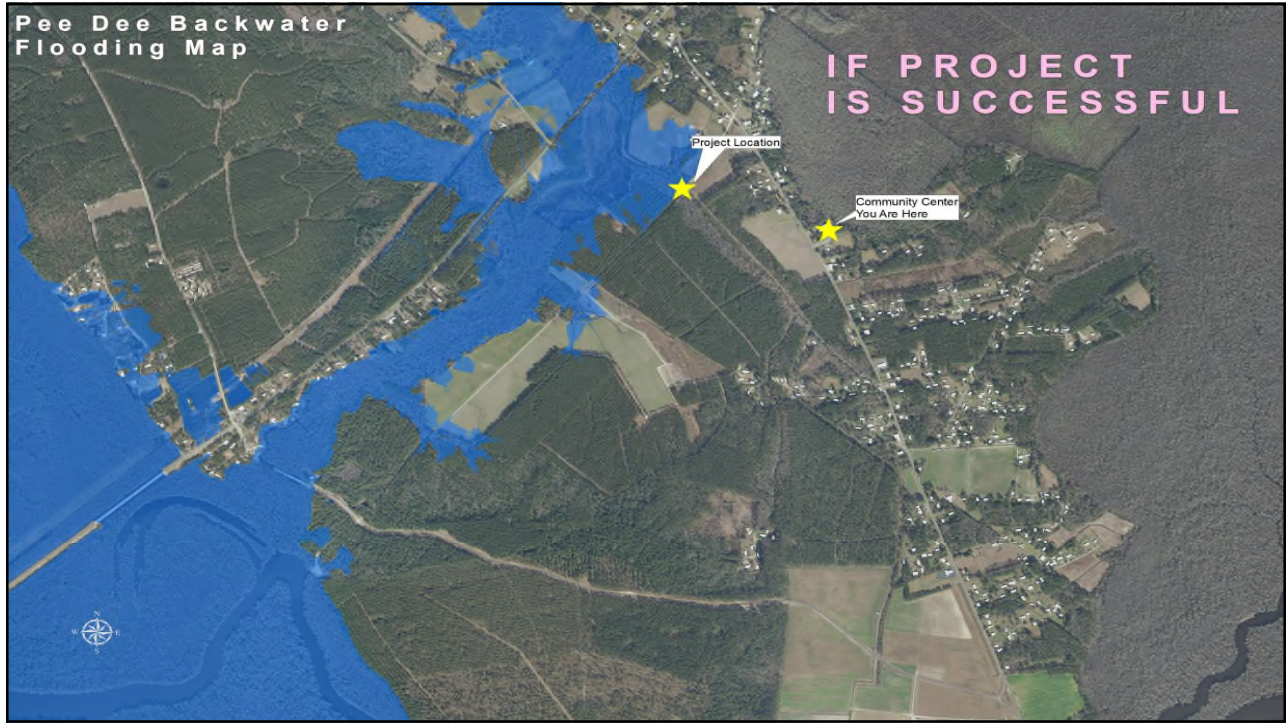 Pee Dee Backwater
Flooding Map
IF PROJECT
IS SUCCESSFUL
Project Location
Community Center
You Are Here
N
W E
S